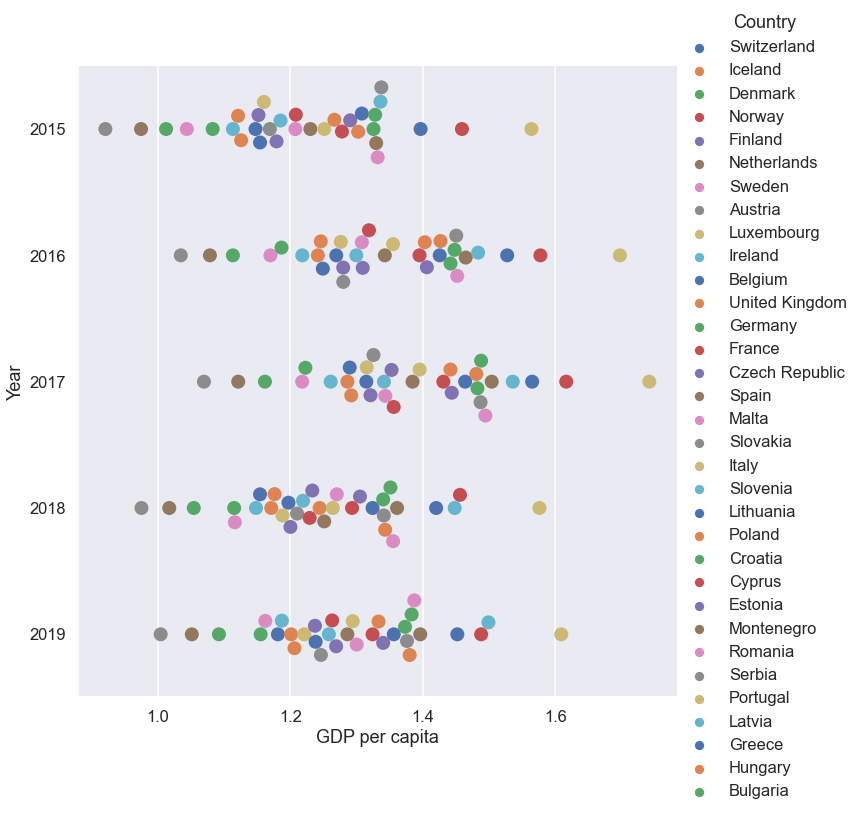 Country
Switzerland
Iceland
Denmark
Norway
Finland
Netherlands
Sweden
Austria
Luxembourg
Ireland
Belgium
United Kingdom
Germany
France
Czech Republic
Spain
Malta
Slovakia
Italy
Slovenia
Lithuania
Poland
Croatia
Cyprus
Estonia
Montenegro
Romania
Serbia
Portugal
Latvia
Greece
Hungary
Bulgaria
Year
2015
2016
2017
2018
2019
1.0 1.2 1.4 1.6
GDP per capita